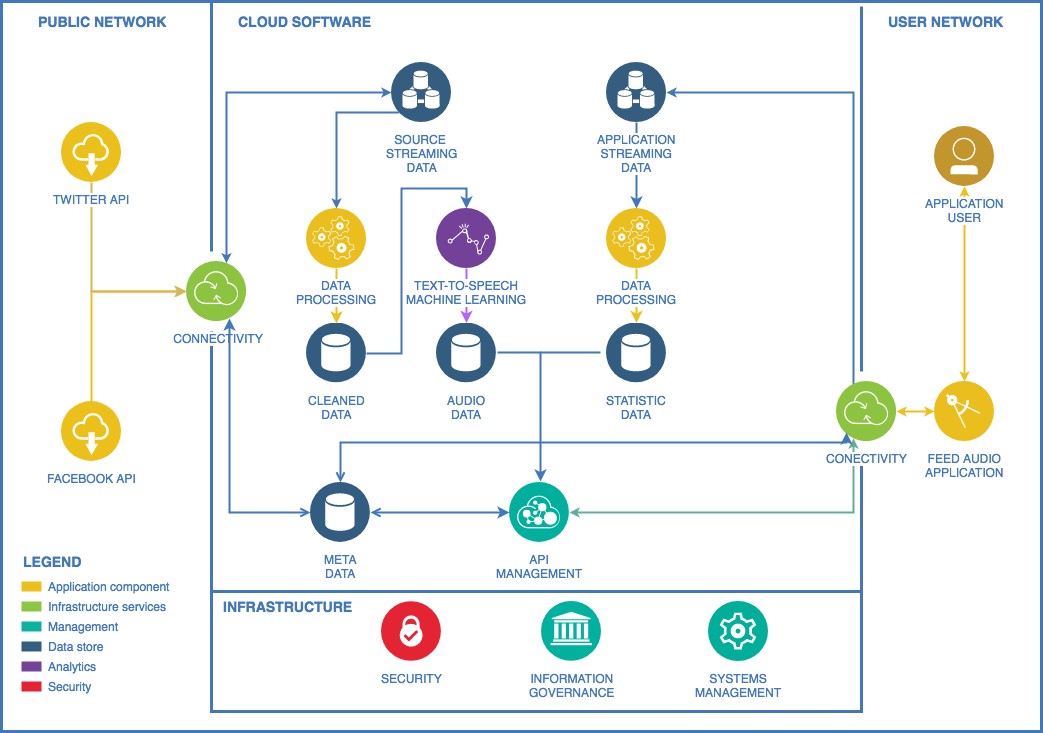 PUBLIC NETWORK
CLOUD SOFTWARE
USER NETWORK
SOURCE
STREAMING
DATA
APPLICATION
STREAMING
DATA
TWITTER API
APPLICATION
USER
DATA
PROCESSING
TEXT-TO-SPEECH
MACHINE LEARNING
DATA
PROCESSING
CONNECTIVITY
CLEANED
DATA
AUDIO
DATA
STATISTIC
DATA
FACEBOOK API
CONECTIVITY
FEED AUDIO
APPLICATION
META
DATA
API
MANAGEMENT
LEGEND
Application component
Infrastructure services
Management
Data store
Analytics
Security
INFRASTRUCTURE
SECURITY
INFORMATION
GOVERNANCE
SYSTEMS
MANAGEMENT